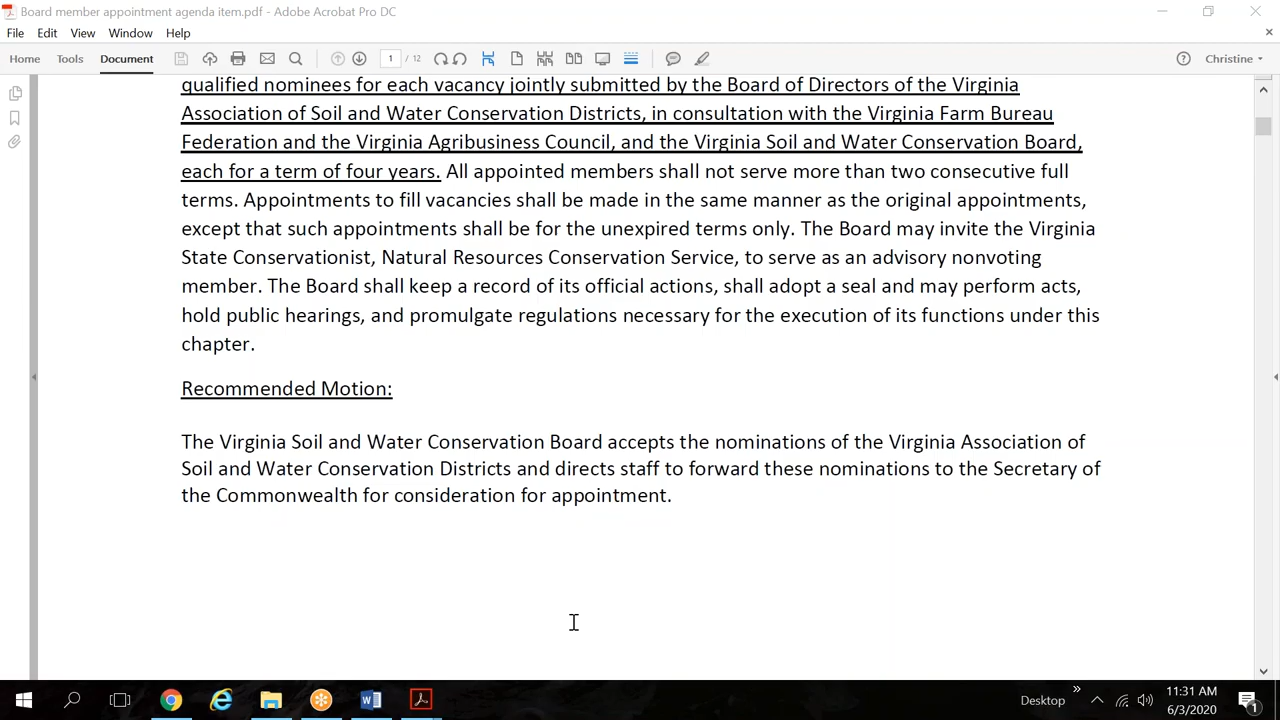 Board member appointment agenda item.pdf - Adobe Acrobat Pro DC
File Edit View Window Help
Home Tools Document 1 / 12 Christine
qualified nominees for each vacancy jointly submitted by the Board of Directors of the Virginia
Association of Soil and Water Conservation Districts, in consultation with the Virginia Farm Bureau
Federation and the Virginia Agribusiness Council, and the Virginia Soil and Water Conservation Board,
each for a term of four years. All appointed members shall not serve more than two consecutive full
terms. Appointments to fill vacancies shall be made in the same manner as the original appointments,
except that such appointments shall be for the unexpired terms only. The Board may invite the Virginia
State Conservationist, Natural Resources Conservation Service, to serve as an advisory nonvoting
member. The Board shall keep a record of its official actions, shall adopt a seal and may perform acts,
hold public hearings, and promulgate regulations necessary for the execution of its functions under this
chapter.
Recommended Motion:
The Virginia Soil and Water Conservation Board accepts the nominations of the Virginia Association of
Soil and Water Conservation Districts and directs staff to forward these nominations to the Secretary of
the Commonwealth for consideration for appointment.
Desktop
11:31 AM
6/3/2020
1